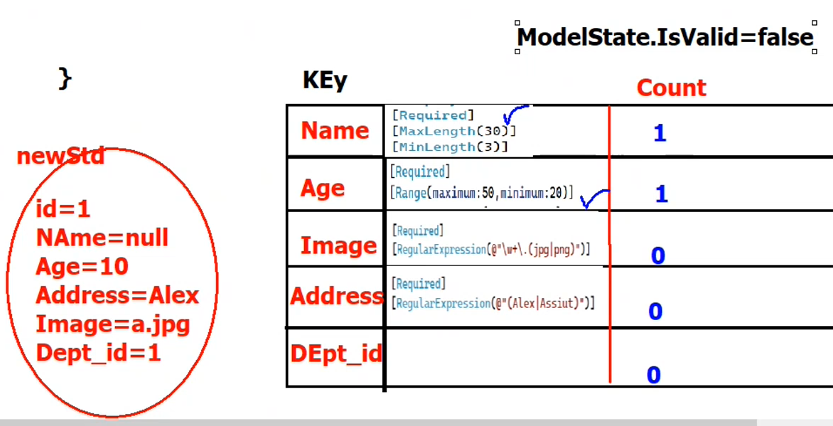 ModelState.IsValid=false
}
KEy
Count
Name
[Required]
[MaxLength(30)]
[MinLength(3)]
1
newStd
Age
[Required]
[Range(maximum:50,minimum:20)]
1
id=1
NAme=null
Age=10
Address=Alex
Image=a.jpg
Dept_id=1
Image
[Required]
[RegularExpression(@"\w+\.(jpg|png)")]
0
Address
[Required]
[RegularExpression(@"(Alex|Assiut)")]
0
DEpt_id
0